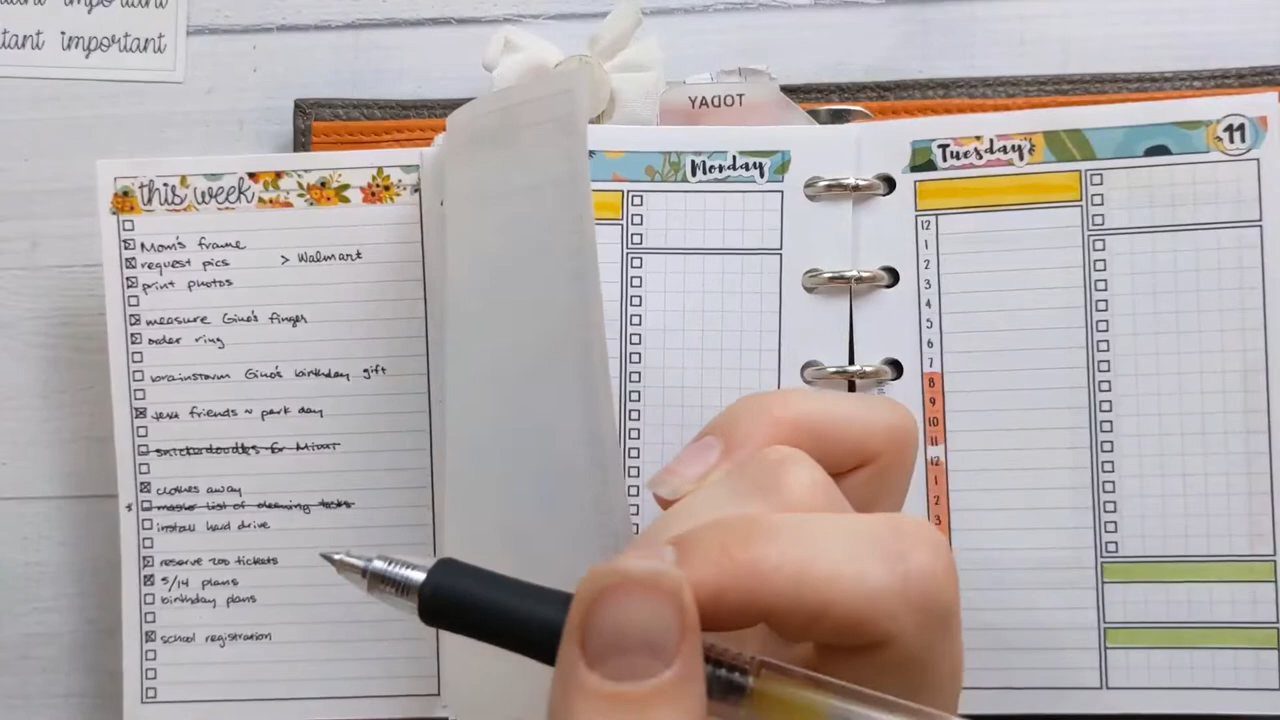 important important
tant important
TODAY
this week
Mom's frame
request pics > Walmart
print photos
measure Gino's finger
order ring
brainstorm Gino's birthday gift
text friends ~ park day
snickerdoodles for Mimi
clothes away
* master list of cleaning tasks
install hard drive
reserve zoo tickets
5/14 plans
birthday plans
school registration
Monday
Tuesday
11
12
1
2
3
4
5
6
7
8
9
10
11
12
1
2
3